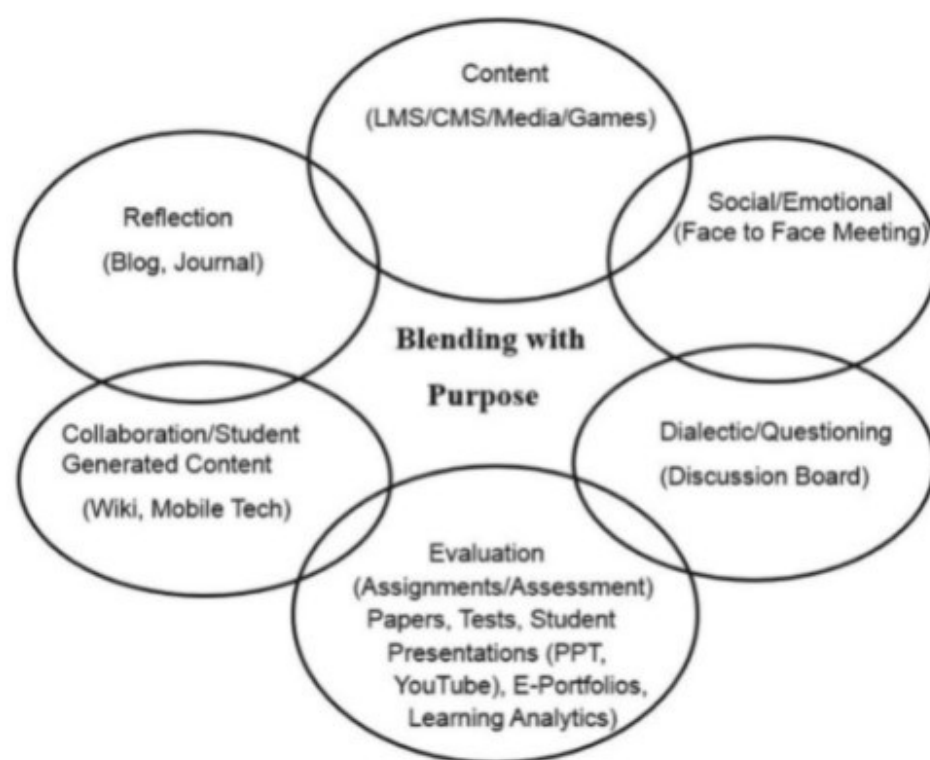 Content
(LMS/CMS/Media/Games)
Social/Emotional
(Face to Face Meeting)
Reflection
(Blog, Journal)
Blending with
Purpose
Collaboration/Student
Generated Content
(Wiki, Mobile Tech)
Dialectic/Questioning
(Discussion Board)
Evaluation
(Assignments/Assessment)
Papers, Tests, Student
Presentations (PPT,
YouTube), E-Portfolios,
Learning Analytics)